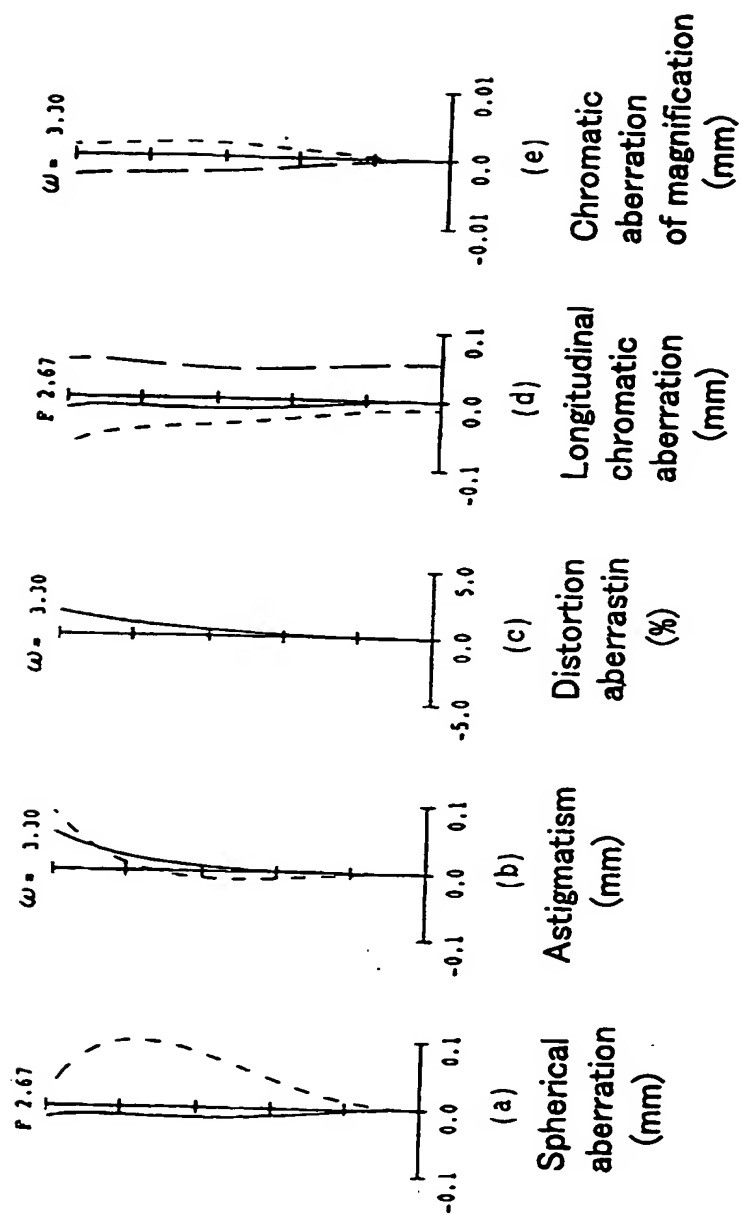 F 2.67
-0.1 0.0 0.1
(a)
Spherical
aberration
(mm)
ω = 3.30
-0.1 0.0 0.1
(b)
Astigmatism
(mm)
ω = 3.30
-5.0 0.0 5.0
(c)
Distortion
aberrastin
(%)
F 2.67
-0.1 0.0 0.1
(d)
Longitudinal
chromatic
aberration
(mm)
ω = 3.30
-0.01 0.0 0.01
(e)
Chromatic
aberration
of magnification
(mm)